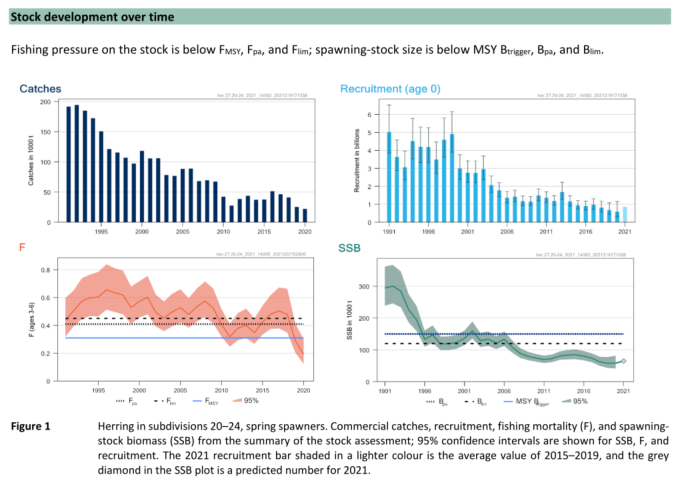 Stock development over time
Fishing pressure on the stock is below FMSY, Fpa, and Flim; spawning-stock size is below MSY Btrigger, Bpa, and Blim.
Catches
Catches in 1000 t
200
150
100
50
0
1995
2000
2005
2010
2015
2020
Recruitment (age 0)
Recruitment in billions
6
5
4
3
2
1
0
1991
1996
2001
2006
2011
2016
2021
F
F (ages 3-6)
0.8
0.6
0.4
0.2
0
1995
2000
2005
2010
2015
2020
Fpa
Flim
FMSY
95%
SSB
SSB in 1000 t
300
200
100
0
1991
1996
2001
2006
2011
2016
2021
Bpa
Blim
MSY Btrigger
95%
Figure 1 Herring in subdivisions 20–24, spring spawners. Commercial catches, recruitment, fishing mortality (F), and spawning-
stock biomass (SSB) from the summary of the stock assessment; 95% confidence intervals are shown for SSB, F, and
recruitment. The 2021 recruitment bar shaded in a lighter colour is the average value of 2015–2019, and the grey
diamond in the SSB plot is a predicted number for 2021.